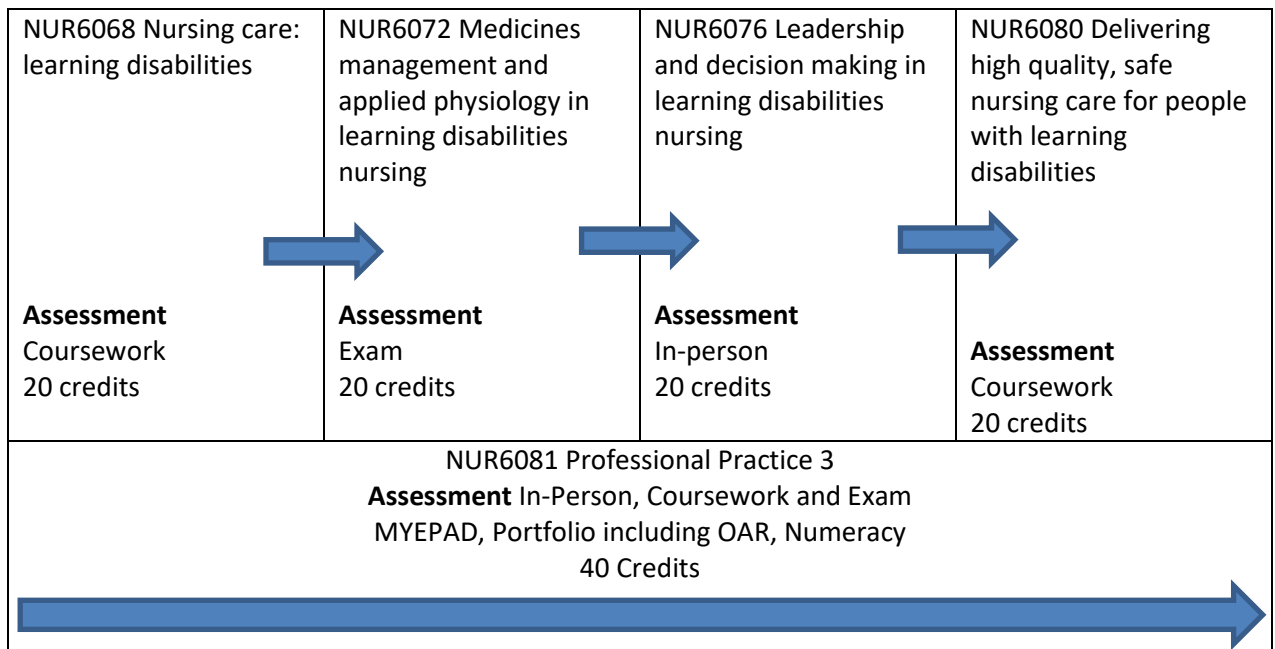 NUR6068 Nursing care:
learning disabilities
Assessment
Coursework
20 credits
NUR6072 Medicines
management and
applied physiology in
learning disabilities
nursing
Assessment
Exam
20 credits
NUR6076 Leadership
and decision making in
learning disabilities
nursing
Assessment
In-person
20 credits
NUR6080 Delivering
high quality, safe
nursing care for people
with learning
disabilities
Assessment
Coursework
20 credits
NUR6081 Professional Practice 3
Assessment In-Person, Coursework and Exam
MYEPAD, Portfolio including OAR, Numeracy
40 Credits